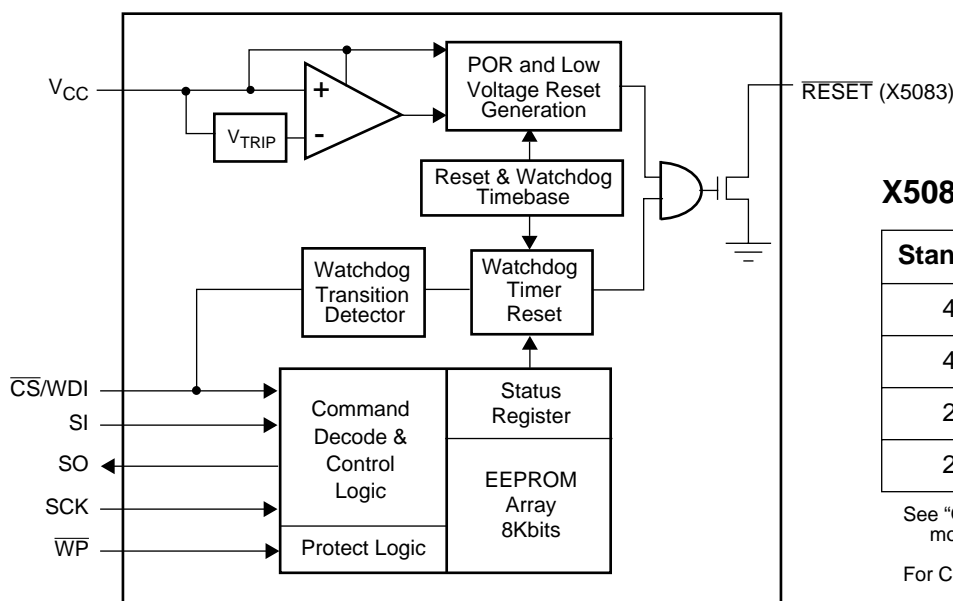 VCC
+
-
VTRIP
POR and Low
Voltage Reset
Generation
RESET (X5083)
Reset & Watchdog
Timebase
Watchdog
Transition
Detector
Watchdog
Timer
Reset
CS/WDI
SI
SO
SCK
WP
Command
Decode &
Control
Logic
Protect Logic
Status
Register
EEPROM
Array
8Kbits
X508
Stan
4
4
2
2
See “
mo
For C